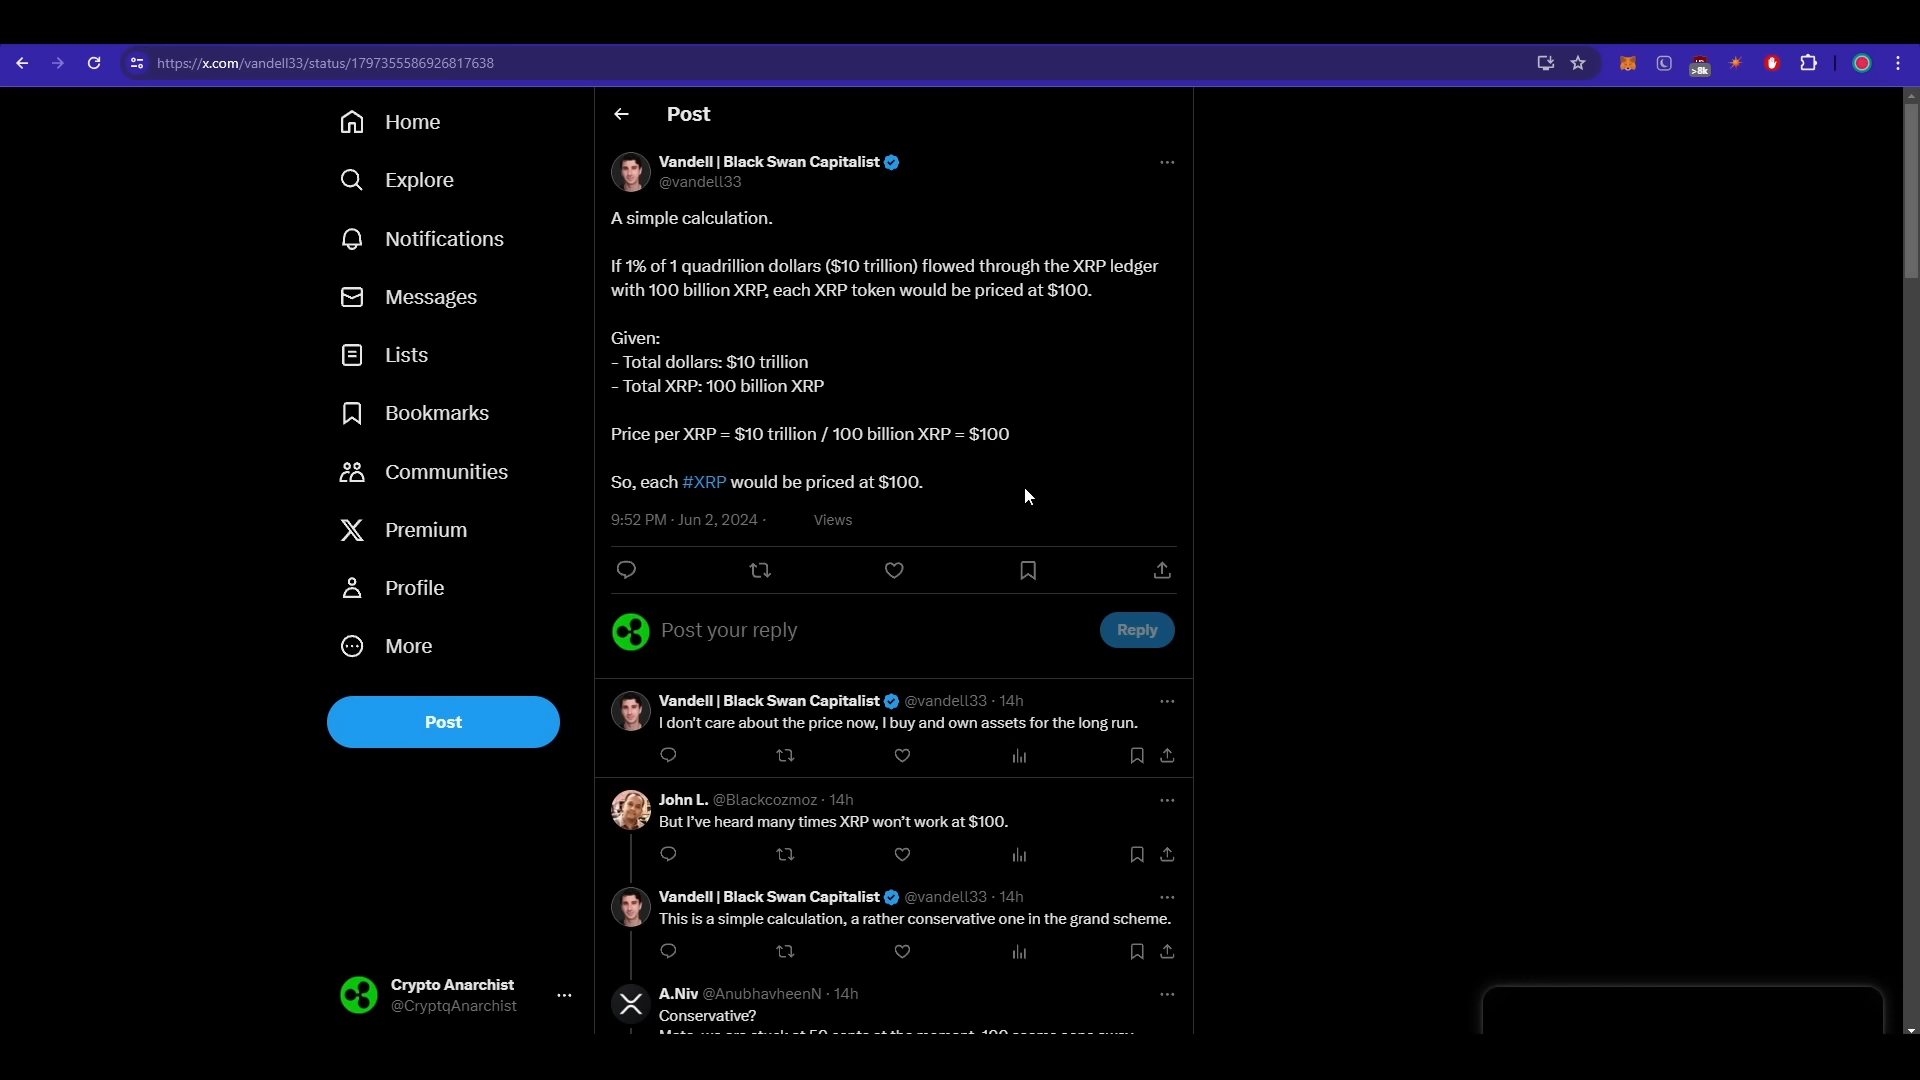 https://x.com/vandell33/status/1797355586926817638
>8k
Home
Explore
Notifications
Messages
Lists
Bookmarks
Communities
Premium
Profile
More
Post
Crypto Anarchist
@CryptqAnarchist
Post
Vandell | Black Swan Capitalist
@vandell33
A simple calculation.
If 1% of 1 quadrillion dollars ($10 trillion) flowed through the XRP ledger
with 100 billion XRP, each XRP token would be priced at $100.
Given:
- Total dollars: $10 trillion
- Total XRP: 100 billion XRP
Price per XRP = $10 trillion / 100 billion XRP = $100
So, each #XRP would be priced at $100.
9:52 PM · Jun 2, 2024 · Views
Post your reply
Reply
Vandell | Black Swan Capitalist @vandell33 · 14h
I don't care about the price now, I buy and own assets for the long run.
John L. @Blackcozmoz · 14h
But I've heard many times XRP won't work at $100.
Vandell | Black Swan Capitalist @vandell33 · 14h
This is a simple calculation, a rather conservative one in the grand scheme.
A.Niv @AnubhavheenN · 14h
Conservative?